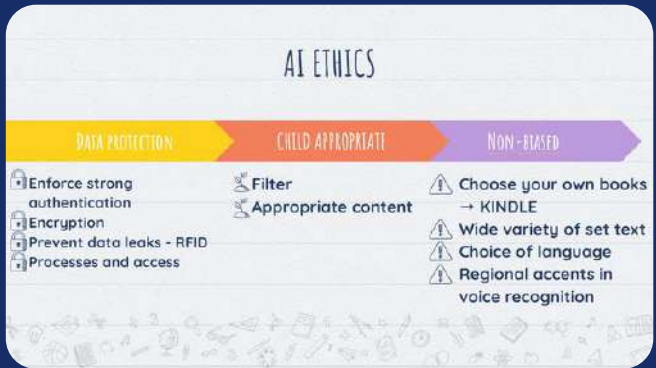 AI ETHICS
DATA PROTECTION
CHILD APPROPRIATE
NON-BIASED
Enforce strong
authentication
Encryption
Prevent data leaks - RFID
Processes and access
Filter
Appropriate content
Choose your own books
→ KINDLE
Wide variety of set text
Choice of language
Regional accents in
voice recognition